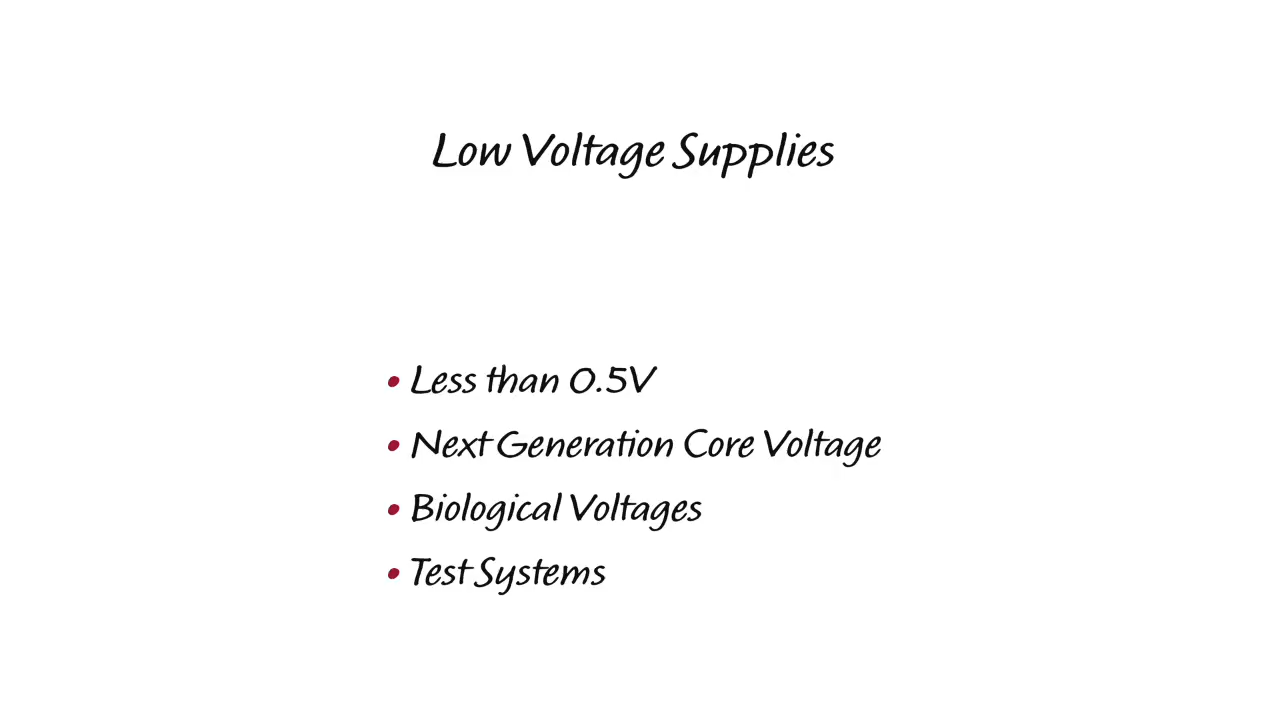 Low Voltage Supplies
• Less than 0.5V
• Next Generation Core Voltage
• Biological Voltages
• Test Systems